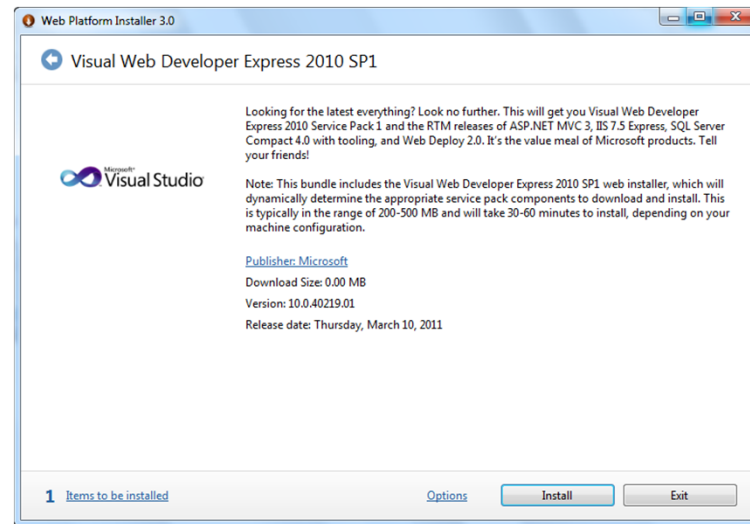 Web Platform Installer 3.0
Visual Web Developer Express 2010 SP1
Looking for the latest everything? Look no further. This will get you Visual Web Developer
Express 2010 Service Pack 1 and the RTM releases of ASP.NET MVC 3, IIS 7.5 Express, SQL Server
Compact 4.0 with tooling, and Web Deploy 2.0. It's the value meal of Microsoft products. Tell
your friends!
Microsoft®
Visual Studio
Note: This bundle includes the Visual Web Developer Express 2010 SP1 web installer, which will
dynamically determine the appropriate service pack components to download and install. This
is typically in the range of 200-500 MB and will take 30-60 minutes to install, depending on your
machine configuration.
Publisher: Microsoft
Download Size: 0.00 MB
Version: 10.0.40219.01
Release date: Thursday, March 10, 2011
1 Items to be installed
Options
Install
Exit